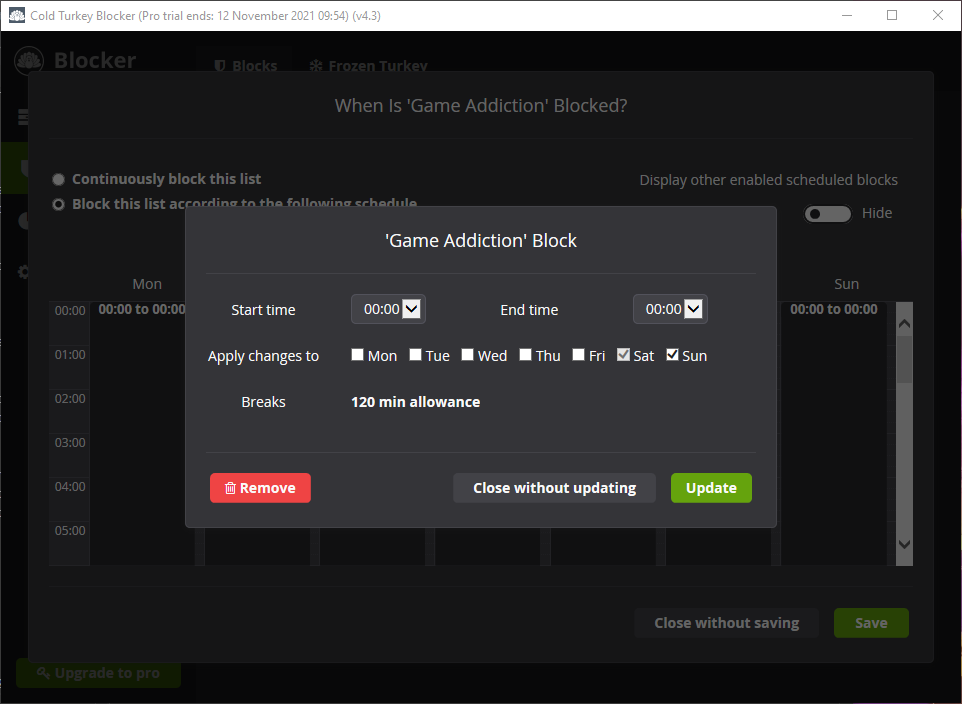 Cold Turkey Blocker (Pro trial ends: 12 November 2021 09:54) (v4.3)
Blocker
Blocks
Frozen Turkey
When Is 'Game Addiction' Blocked?
Continuously block this list
Display other enabled scheduled blocks
Block this list according to the following schedule
Hide
'Game Addiction' Block
Mon
Sun
00:00
00:00 to 00:00
Start time
00:00
End time
00:00
00:00 to 00:00
01:00
Apply changes to
Mon
Tue
Wed
Thu
Fri
Sat
Sun
02:00
Breaks
120 min allowance
03:00
04:00
Remove
Close without updating
Update
05:00
Close without saving
Save
Upgrade to pro